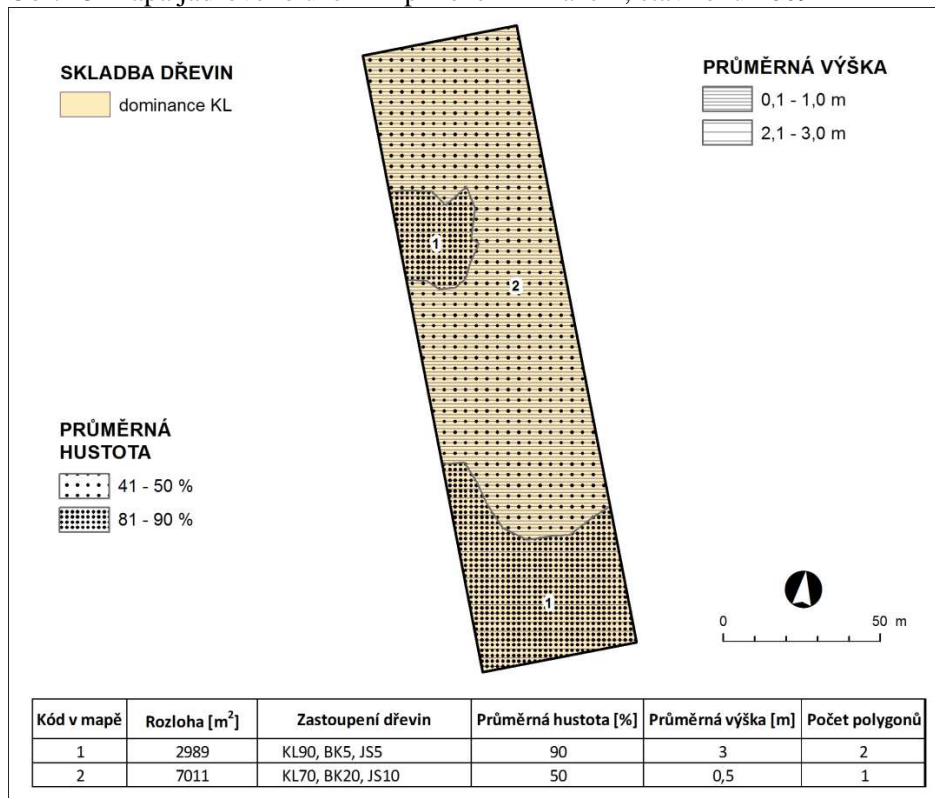 SKLADBA DŘEVIN
dominance KL
PRŮMĚRNÁ VÝŠKA
0,1 - 1,0 m
2,1 - 3,0 m
1
2
PRŮMĚRNÁ
HUSTOTA
41 - 50 %
81 - 90 %
1
0 50 m
Kód v mapě Rozloha [m²] Zastoupení dřevin Průměrná hustota [%] Průměrná výška [m] Počet polygonů
1 2989 KL90, BK5, JS5 90 3 2
2 7011 KL70, BK20, JS10 50 0,5 1